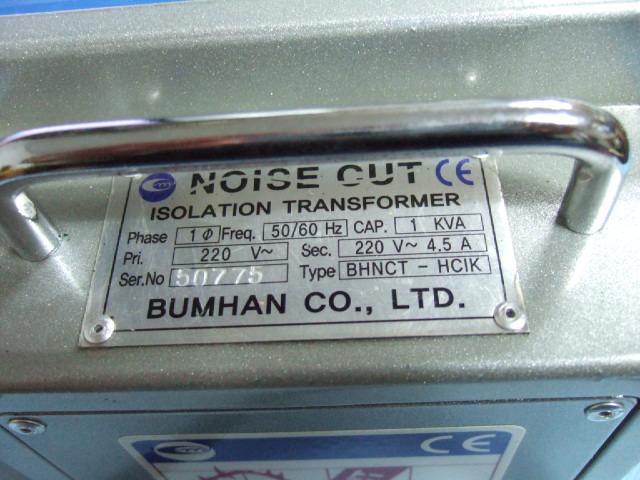 NOISE CUT CE
ISOLATION TRANSFORMER
Phase 1Φ Freq. 50/60 Hz CAP. 1 KVA
Pri. 220 V~ Sec. 220 V~ 4.5 A
Ser.No 50775 Type BHNCT - HCIK
BUMHAN CO., LTD.
CE